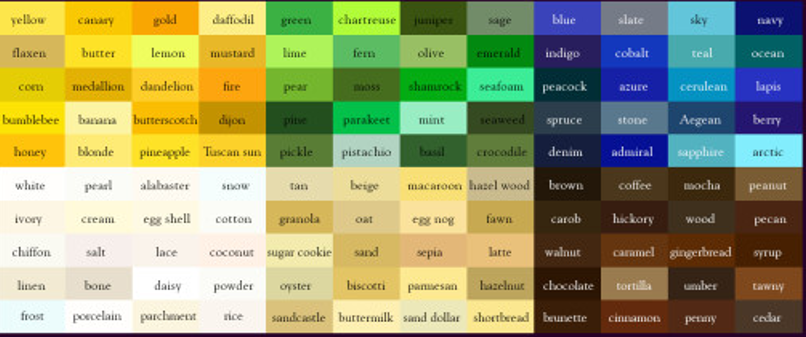 yellow canary gold daffodil green chartreuse juniper sage blue slate sky navy
flaxen butter lemon mustard lime fern olive emerald indigo cobalt teal ocean
corn medallion dandelion fire pear moss shamrock seafoam peacock azure cerulean lapis
bumblebee banana butterscotch dijon pine parakeet mint seaweed spruce stone Aegean berry
honey blonde pineapple Tuscan sun pickle pistachio basil crocodile denim admiral sapphire arctic
white pearl alabaster snow tan beige macaroon hazel wood brown coffee mocha peanut
ivory cream egg shell cotton granola oat egg nog fawn carob hickory wood pecan
chiffon salt lace coconut sugar cookie sand sepia latte walnut caramel gingerbread syrup
linen bone daisy powder oyster biscotti parmesan hazelnut chocolate tortilla umber tawny
frost porcelain parchment rice sandcastle buttermilk sand dollar shortbread brunette cinnamon penny cedar